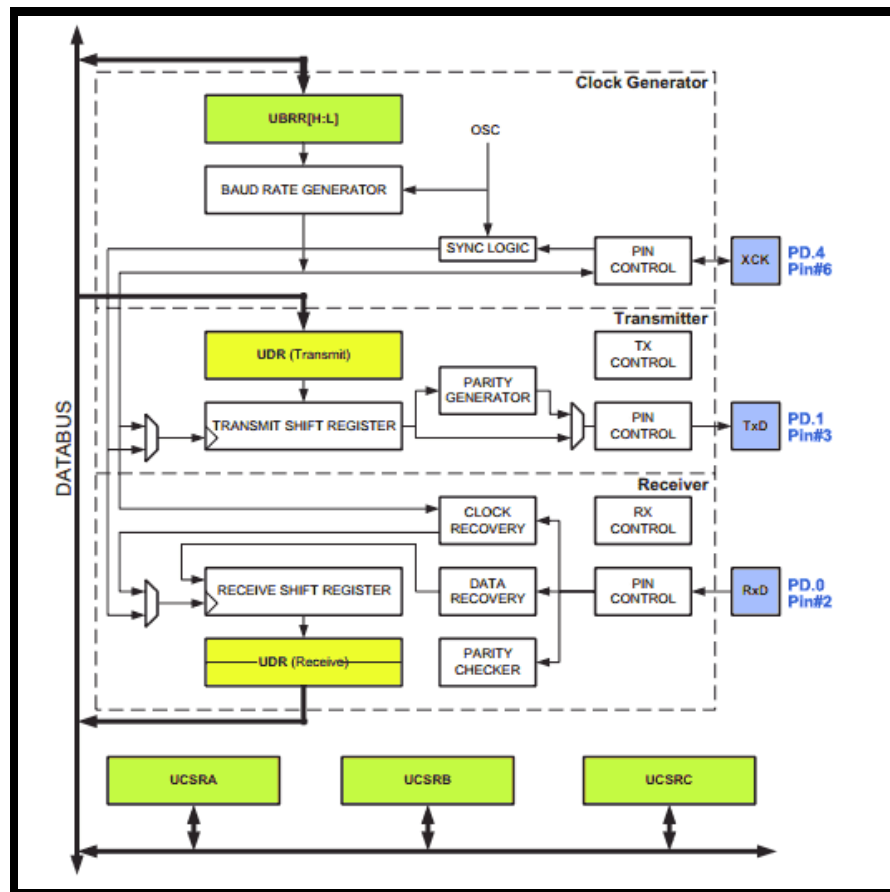 Clock Generator
UBRR[H:L]
OSC
BAUD RATE GENERATOR
SYNC LOGIC
PIN
CONTROL
XCK
PD.4
Pin#6
Transmitter
UDR (Transmit)
TX
CONTROL
PARITY
GENERATOR
TRANSMIT SHIFT REGISTER
PIN
CONTROL
TxD
PD.1
Pin#3
DATABUS
Receiver
CLOCK
RECOVERY
RX
CONTROL
RECEIVE SHIFT REGISTER
DATA
RECOVERY
PIN
CONTROL
RxD
PD.0
Pin#2
UDR (Receive)
PARITY
CHECKER
UCSRA
UCSRB
UCSRC